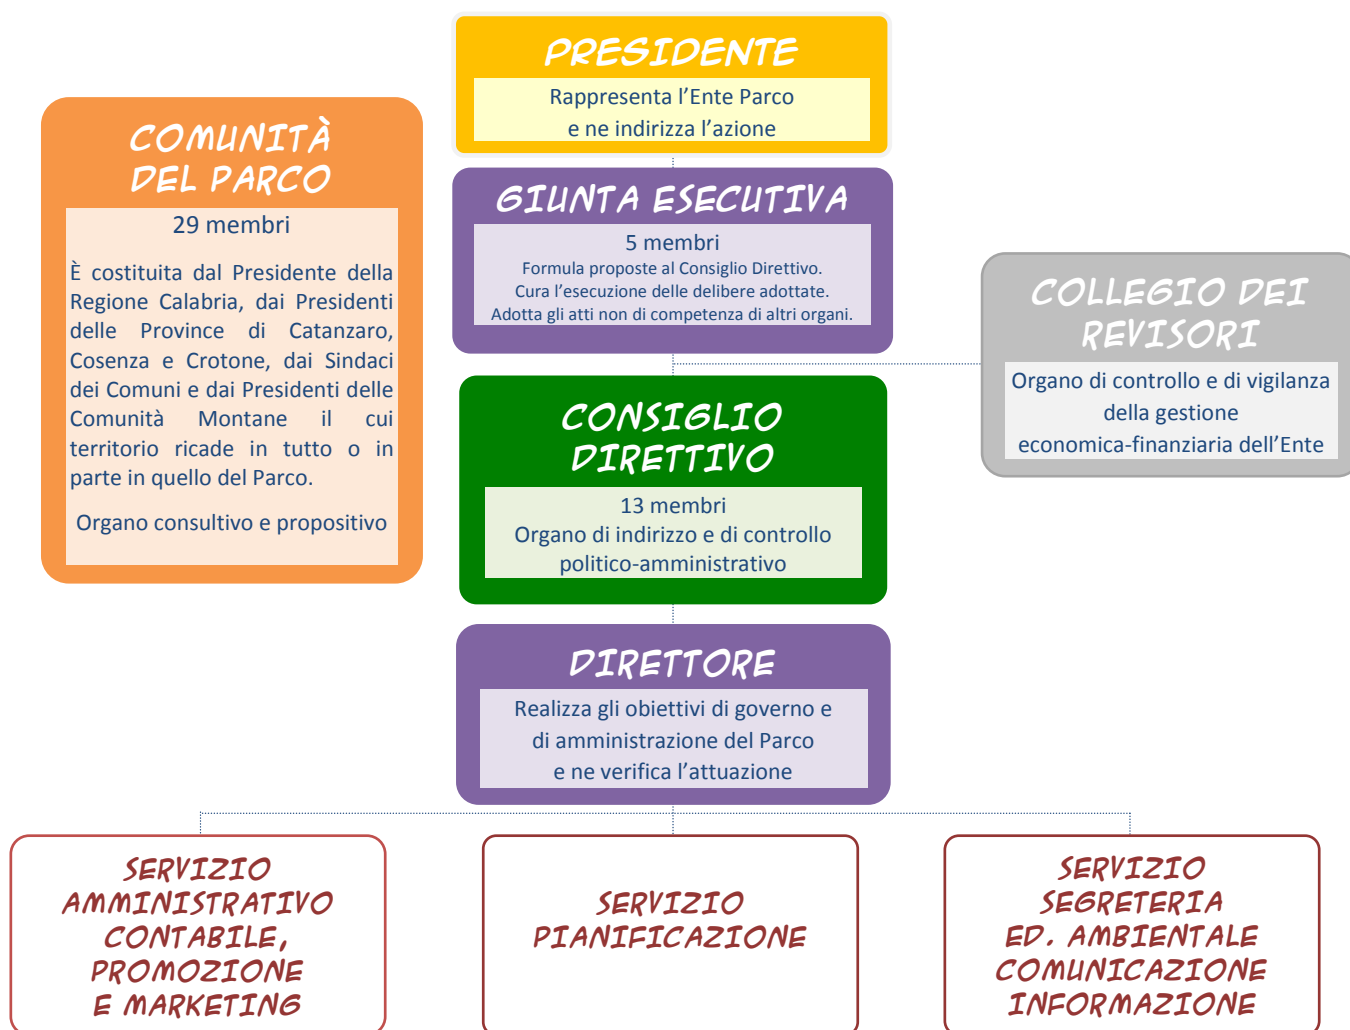 PRESIDENTE
Rappresenta l’Ente Parco
e ne indirizza l’azione
COMUNITÀ
DEL PARCO
29 membri
È costituita dal Presidente della
Regione Calabria, dai Presidenti
delle Province di Catanzaro,
Cosenza e Crotone, dai Sindaci
dei Comuni e dai Presidenti delle
Comunità Montane il cui
territorio ricade in tutto o in
parte in quello del Parco.
Organo consultivo e propositivo
GIUNTA ESECUTIVA
5 membri
Formula proposte al Consiglio Direttivo.
Cura l’esecuzione delle delibere adottate.
Adotta gli atti non di competenza di altri organi.
COLLEGIO DEI
REVISORI
Organo di controllo e di vigilanza
della gestione
economica-finanziaria dell’Ente
CONSIGLIO
DIRETTIVO
13 membri
Organo di indirizzo e di controllo
politico-amministrativo
DIRETTORE
Realizza gli obiettivi di governo e
di amministrazione del Parco
e ne verifica l’attuazione
SERVIZIO
AMMINISTRATIVO
CONTABILE,
PROMOZIONE
E MARKETING
SERVIZIO
PIANIFICAZIONE
SERVIZIO
SEGRETERIA
ED. AMBIENTALE
COMUNICAZIONE
INFORMAZIONE